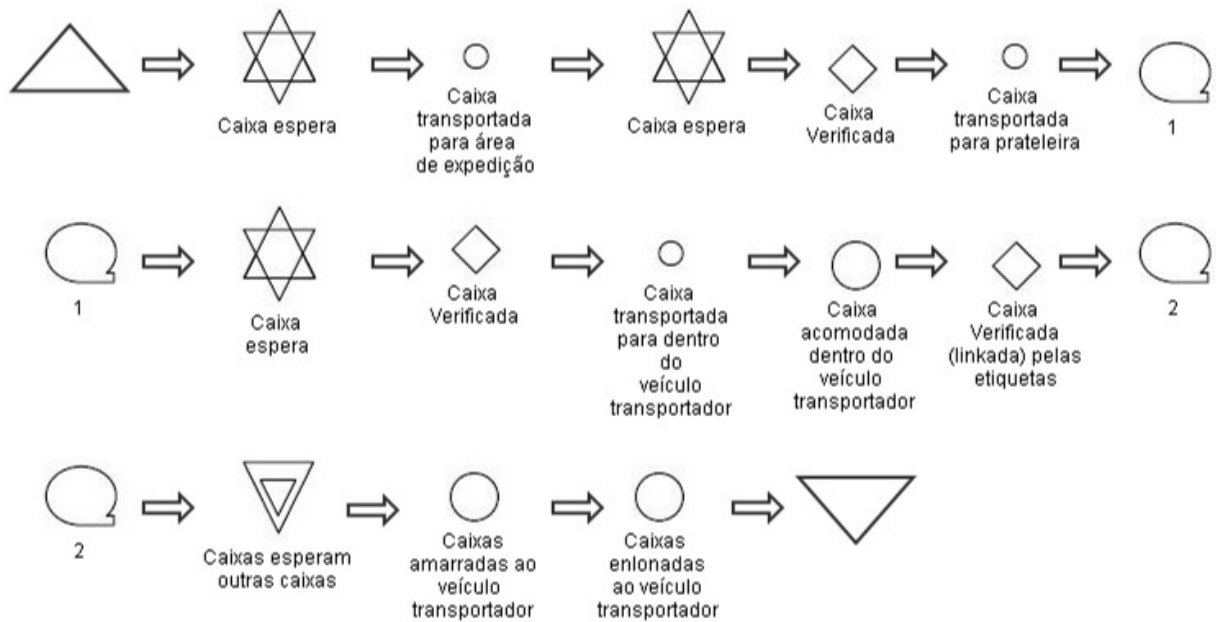 Caixa espera
Caixa
transportada
para área
de expedição
Caixa espera
Caixa
Verificada
Caixa
transportada
para prateleira
1
1
Caixa
espera
Caixa
Verificada
Caixa
transportada
para dentro
do
veículo
transportador
Caixa
acomodada
dentro do
veículo
transportador
Caixa
Verificada
(linkada) pelas
etiquetas
2
2
Caixas esperam
outras caixas
Caixas
amarradas ao
veículo
transportador
Caixas
enlonadas
ao veículo
transportador